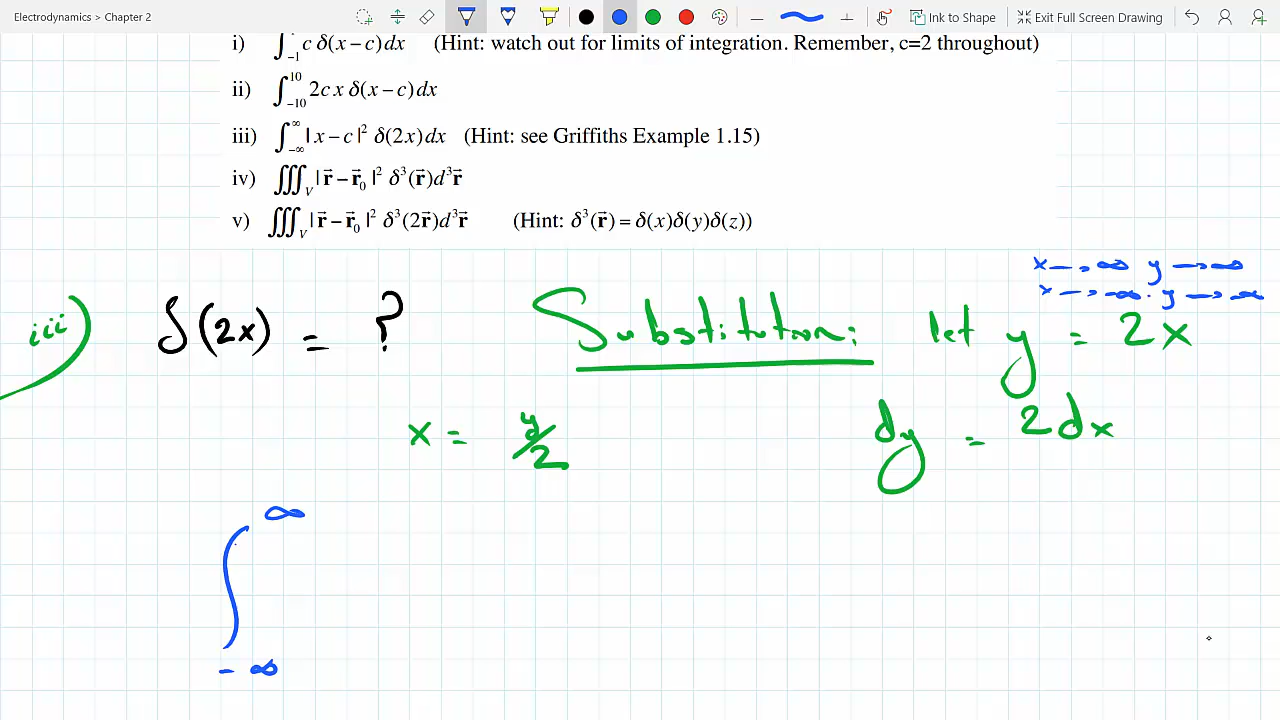 Electrodynamics > Chapter 2
Ink to Shape
Exit Full Screen Drawing
i) ∫₋₁ c δ(x−c)dx (Hint: watch out for limits of integration. Remember, c=2 throughout)
ii) ∫₋₁₀¹⁰ 2c x δ(x−c)dx
iii) ∫₋∞^∞ |x−c|² δ(2x)dx (Hint: see Griffiths Example 1.15)
iv) ∭_V |r⃗−r⃗₀|² δ³(r⃗)d³r⃗
v) ∭_V |r⃗−r⃗₀|² δ³(2r⃗)d³r⃗ (Hint: δ³(r⃗)=δ(x)δ(y)δ(z))
x → ∞ y → ∞
x → -∞. y → -∞
iii) δ(2x) = ? Substitution: let y = 2x
x = y/2 dy = 2dx
∫
∞
-∞